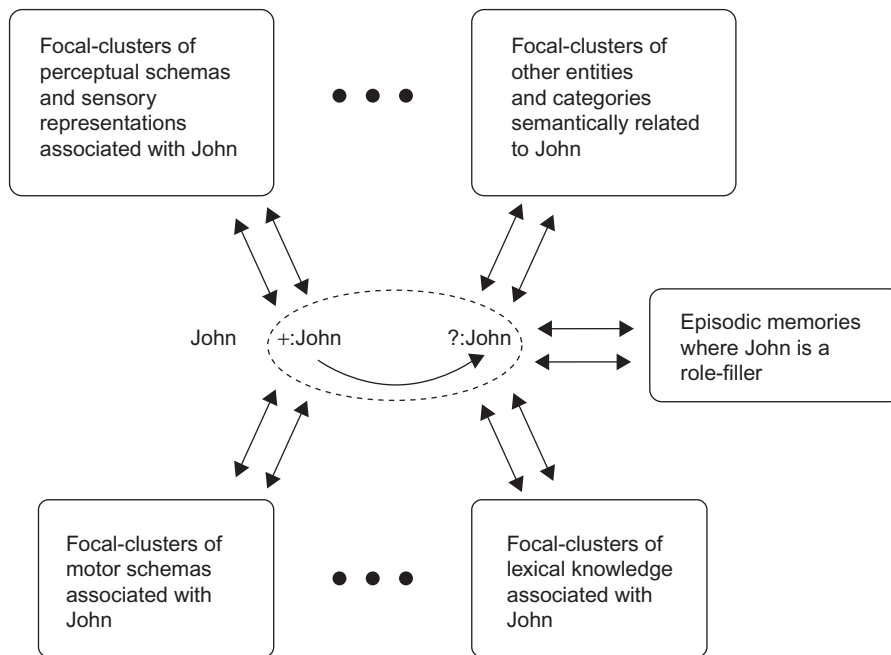 Focal-clusters of
perceptual schemas
and sensory
representations
associated with John
Focal-clusters of
other entities
and categories
semantically related
to John
John
+:John
?:John
Episodic memories
where John is a
role-filler
Focal-clusters of
motor schemas
associated with
John
Focal-clusters of
lexical knowledge
associated with
John